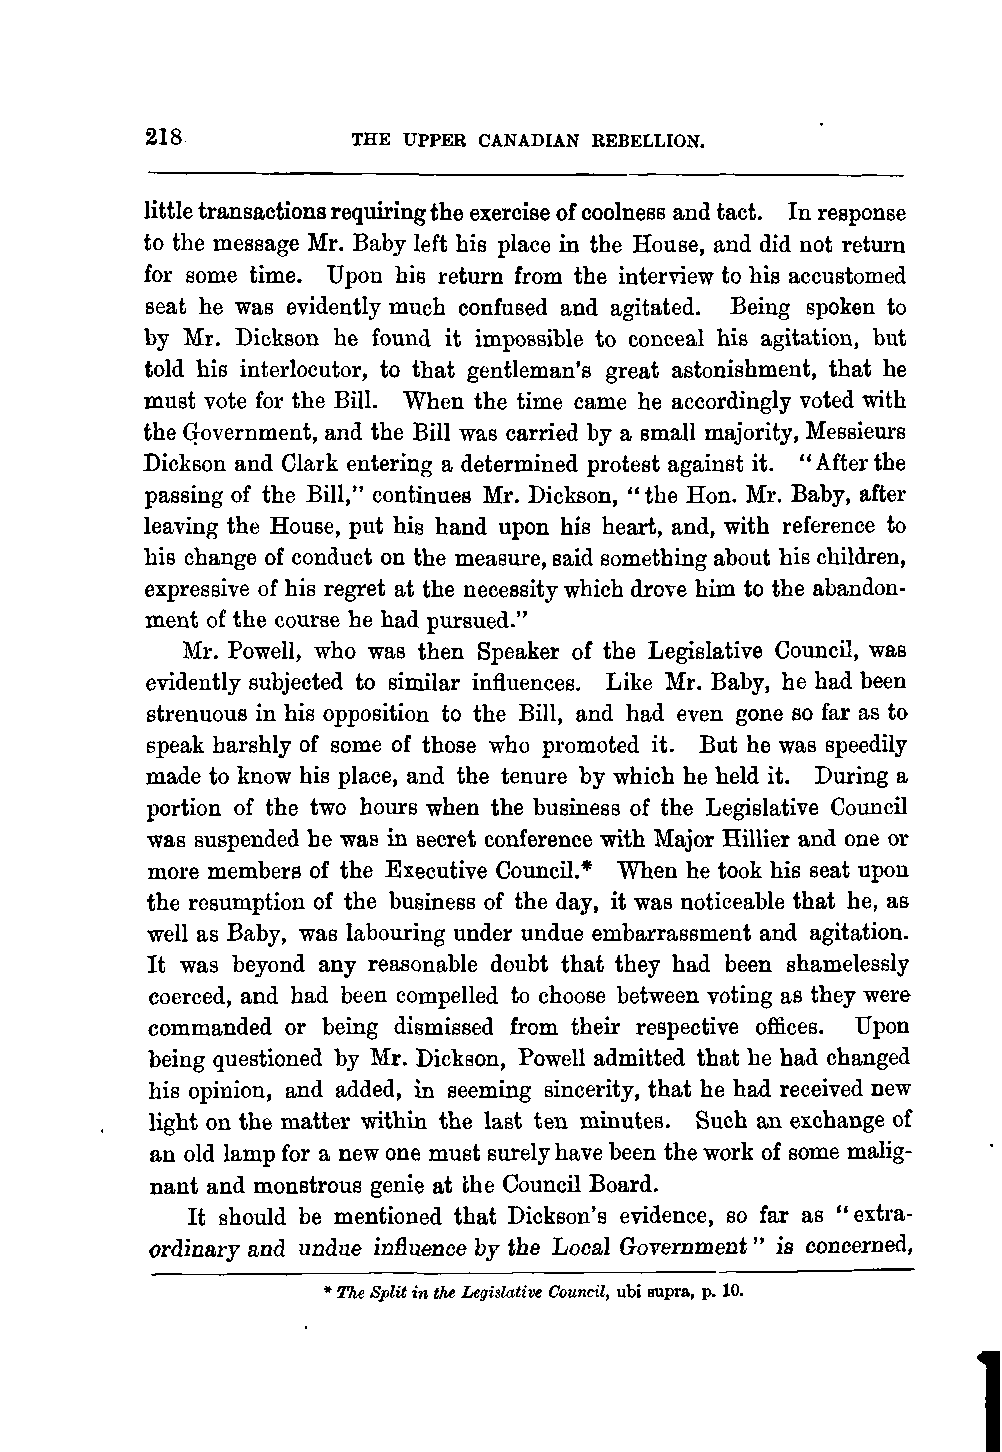 218 THE UPPER CANADIAN REBELLION.
little transactions requiring the exercise of coolness and tact. In response
to the message Mr. Baby left his place in the House, and did not return
for some time. Upon his return from the interview to his accustomed
seat he was evidently much confused and agitated. Being spoken to
by Mr. Dickson he found it impossible to conceal his agitation, but
told his interlocutor, to that gentleman's great astonishment, that he
must vote for the Bill. When the time came he accordingly voted with
the Government, and the Bill was carried by a small majority, Messieurs
Dickson and Clark entering a determined protest against it. "After the
passing of the Bill," continues Mr. Dickson, "the Hon. Mr. Baby, after
leaving the House, put his hand upon his heart, and, with reference to
his change of conduct on the measure, said something about his children,
expressive of his regret at the necessity which drove him to the abandon-
ment of the course he had pursued."
Mr. Powell, who was then Speaker of the Legislative Council, was
evidently subjected to similar influences. Like Mr. Baby, he had been
strenuous in his opposition to the Bill, and had even gone so far as to
speak harshly of some of those who promoted it. But he was speedily
made to know his place, and the tenure by which he held it. During a
portion of the two hours when the business of the Legislative Council
was suspended he was in secret conference with Major Hillier and one or
more members of the Executive Council.* When he took his seat upon
the resumption of the business of the day, it was noticeable that he, as
well as Baby, was labouring under undue embarrassment and agitation.
It was beyond any reasonable doubt that they had been shamelessly
coerced, and had been compelled to choose between voting as they were
commanded or being dismissed from their respective offices. Upon
being questioned by Mr. Dickson, Powell admitted that he had changed
his opinion, and added, in seeming sincerity, that he had received new
light on the matter within the last ten minutes. Such an exchange of
an old lamp for a new one must surely have been the work of some malig-
nant and monstrous genie at the Council Board.
It should be mentioned that Dickson's evidence, so far as "extra-
ordinary and undue influence by the Local Government" is concerned,
* The Split in the Legislative Council, ubi supra, p. 10.